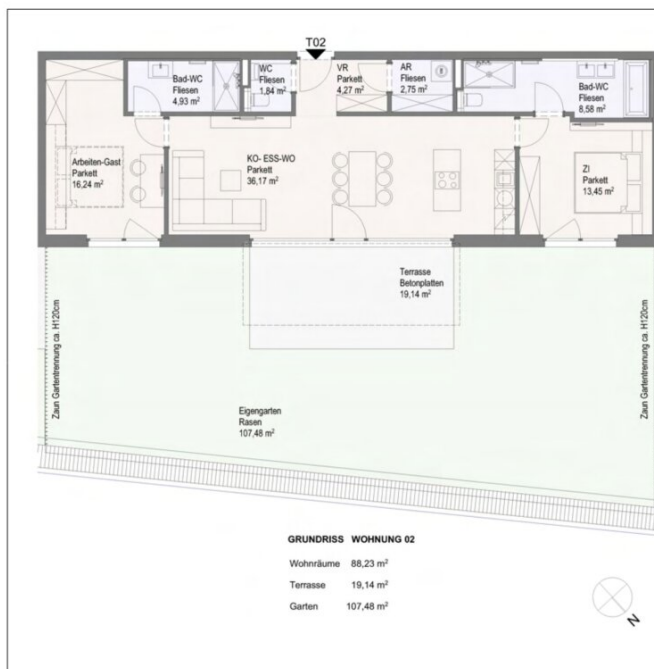 T02
Bad-WC
Fliesen
4,93 m²
WC
Fliesen
1,84 m²
VR
Parkett
4,27 m²
AR
Fliesen
2,75 m²
Bad-WC
Fliesen
8,58 m²
Arbeiten-Gast
Parkett
16,24 m²
KO- ESS-WO
Parkett
36,17 m²
ZI
Parkett
13,45 m²
Terrasse
Betonplatten
19,14 m²
Zaun Gartentrennung ca. H120cm
Zaun Gartentrennung ca. H120cm
Eigengarten
Rasen
107,48 m²
GRUNDRISS WOHNUNG 02
Wohnräume 88,23 m²
Terrasse 19,14 m²
Garten 107,48 m²
N